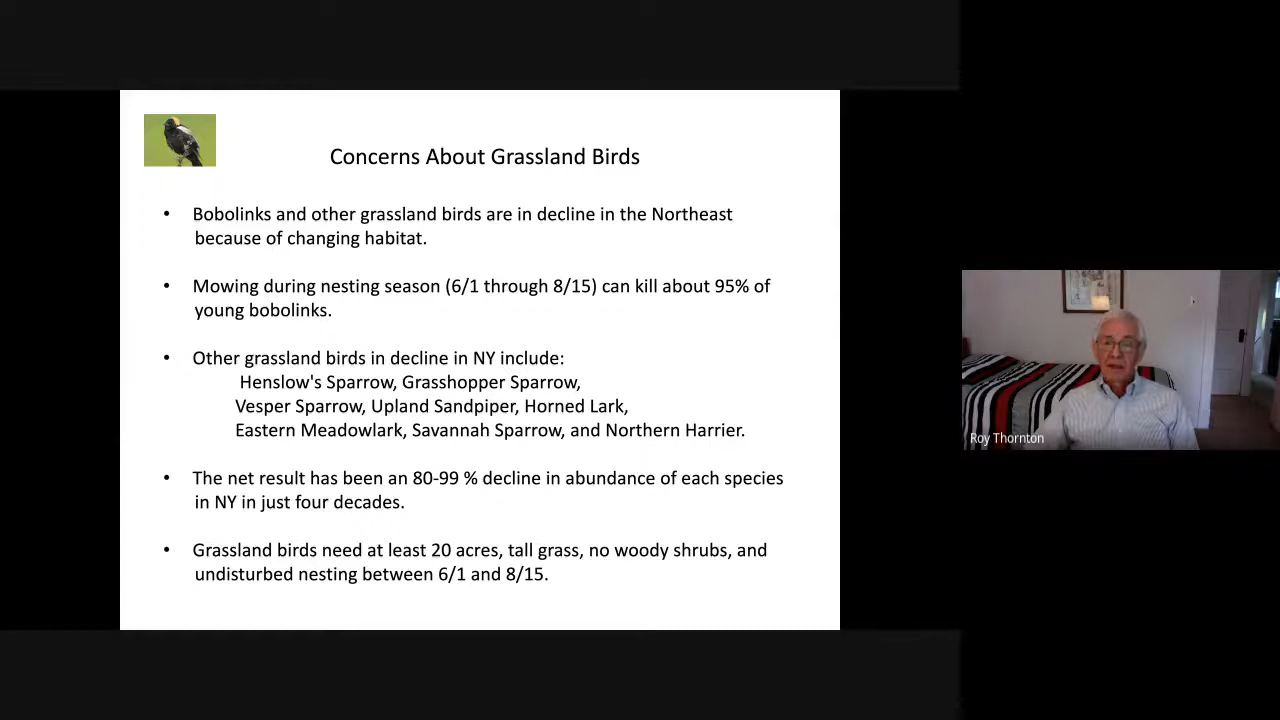 Concerns About Grassland Birds
• Bobolinks and other grassland birds are in decline in the Northeast
because of changing habitat.
• Mowing during nesting season (6/1 through 8/15) can kill about 95% of
young bobolinks.
• Other grassland birds in decline in NY include:
Henslow's Sparrow, Grasshopper Sparrow,
Vesper Sparrow, Upland Sandpiper, Horned Lark,
Eastern Meadowlark, Savannah Sparrow, and Northern Harrier.
• The net result has been an 80-99 % decline in abundance of each species
in NY in just four decades.
• Grassland birds need at least 20 acres, tall grass, no woody shrubs, and
undisturbed nesting between 6/1 and 8/15.
Roy Thornton